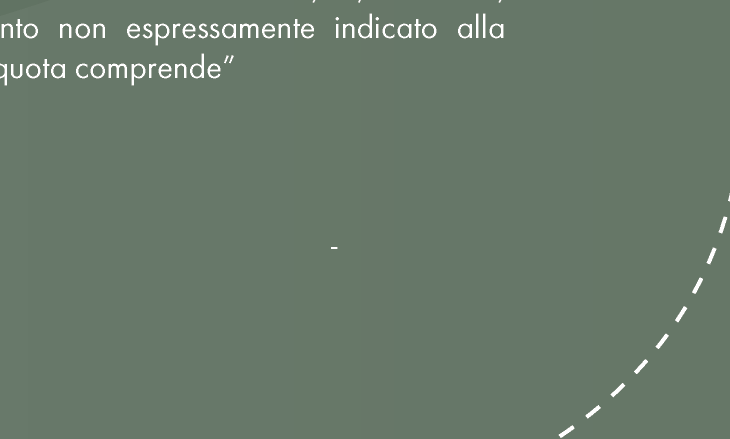 nto non espressamente indicato alla
quota comprende”
-